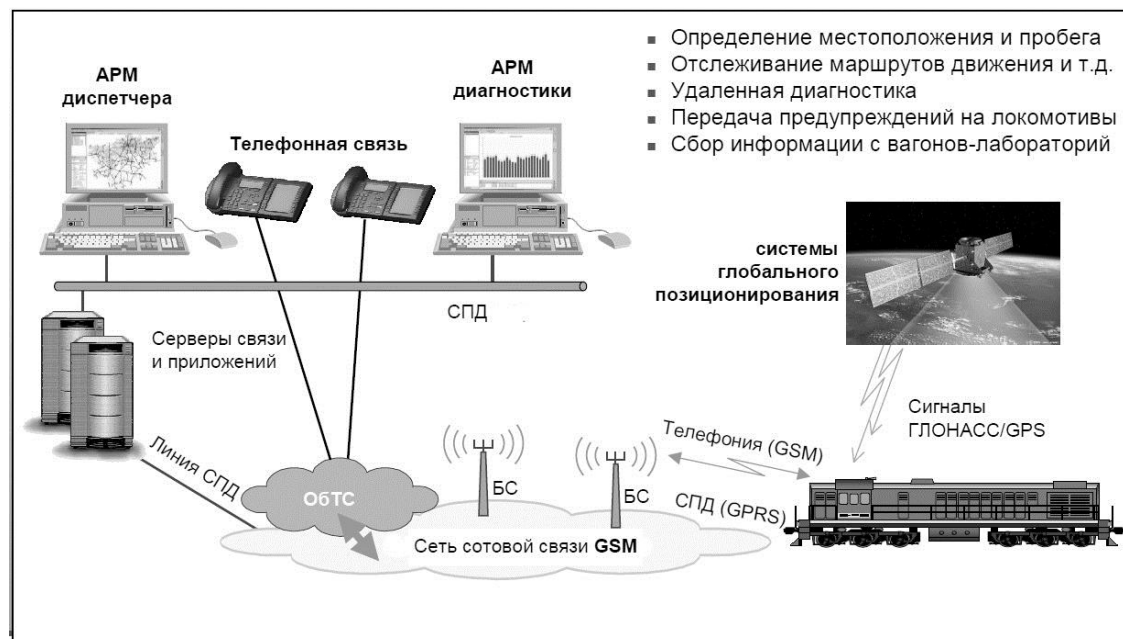 Определение местоположения и пробега
Отслеживание маршрутов движения и т.д.
Удаленная диагностика
Передача предупреждений на локомотивы
Сбор информации с вагонов-лабораторий
АРМ
диспетчера
АРМ
диагностики
Телефонная связь
системы
глобального
позиционирования
СПД
Серверы связи
и приложений
Сигналы
ГЛОНАСС/GPS
Линия СПД
Телефония (GSM)
ОбТС
БС
БС
СПД (GPRS)
Сеть сотовой связи GSM